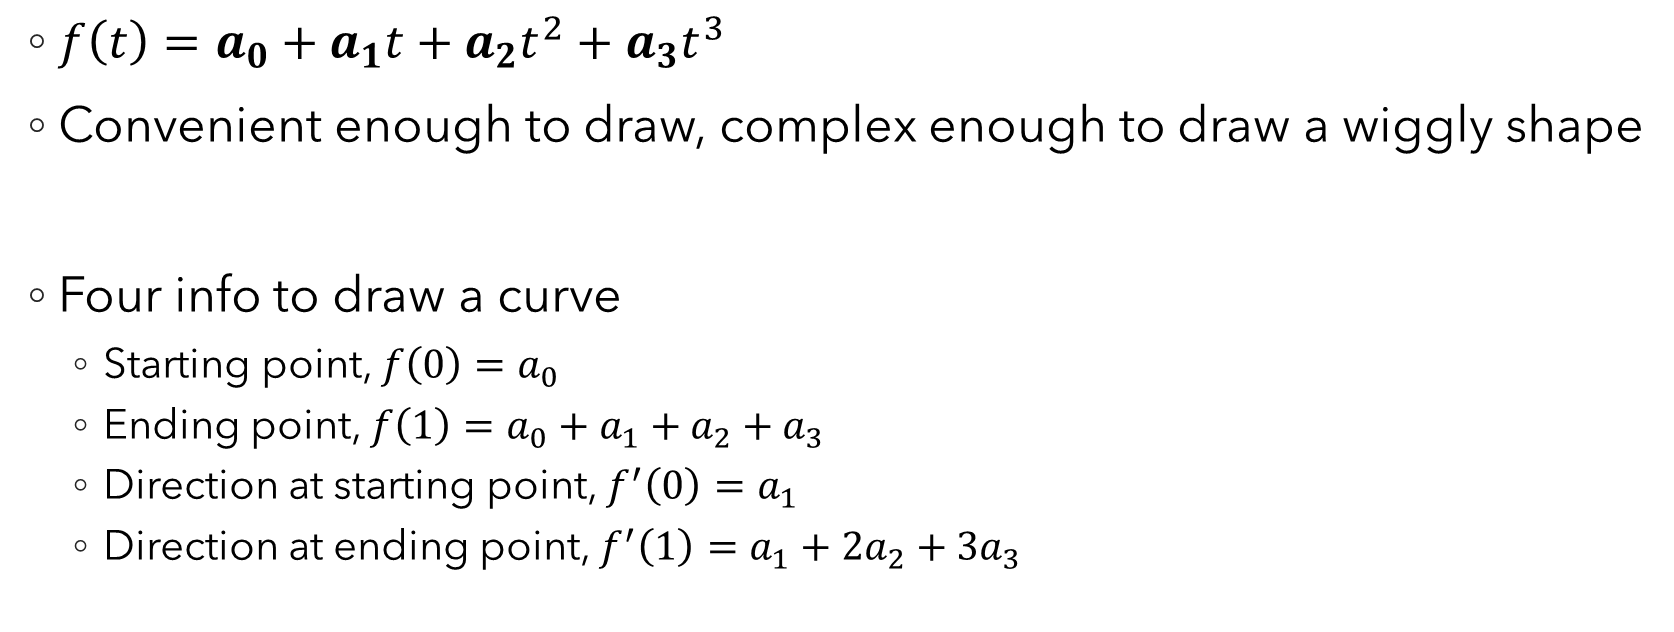 ◦ f(t) = a₀ + a₁t + a₂t² + a₃t³
◦ Convenient enough to draw, complex enough to draw a wiggly shape
◦ Four info to draw a curve
◦ Starting point, f(0) = a₀
◦ Ending point, f(1) = a₀ + a₁ + a₂ + a₃
◦ Direction at starting point, f′(0) = a₁
◦ Direction at ending point, f′(1) = a₁ + 2a₂ + 3a₃